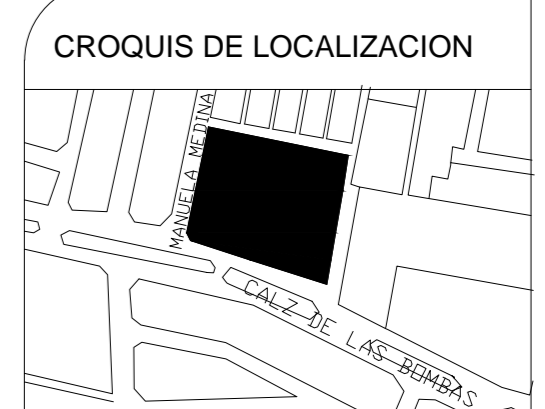 CROQUIS DE LOCALIZACION
MANUELA MEDINA
CALZ DE LAS BOMBAS